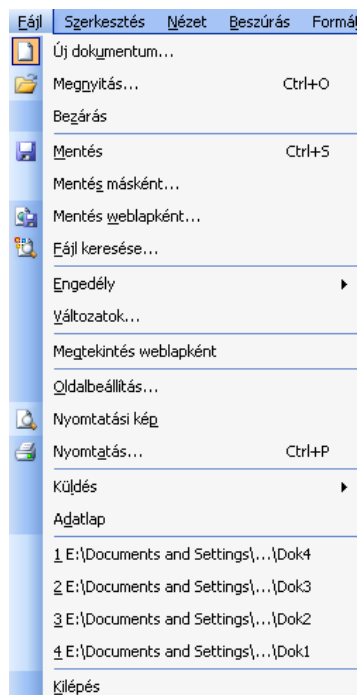 Fájl Szerkesztés Nézet Beszúrás
Új dokumentum...
Megnyitás... Ctrl+O
Bezárás
Mentés Ctrl+S
Mentés másként...
Mentés weblapként...
Fájl keresése...
Engedély
Változatok...
Megtekintés weblapként
Oldalbeállítás...
Nyomtatási kép
Nyomtatás... Ctrl+P
Küldés
Adatlap
1 E:\Documents and Settings\...\Dok4
2 E:\Documents and Settings\...\Dok3
3 E:\Documents and Settings\...\Dok2
4 E:\Documents and Settings\...\Dok1
Kilépés